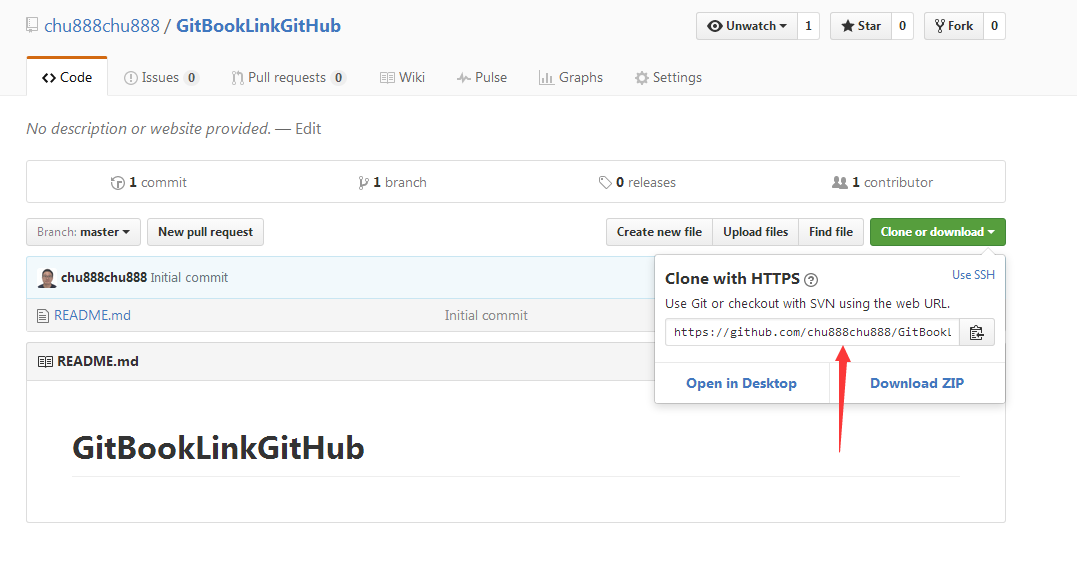 chu888chu888 / GitBookLinkGitHub
Unwatch 1 Star 0 Fork 0
Code Issues 0 Pull requests 0 Wiki Pulse Graphs Settings
No description or website provided. — Edit
1 commit 1 branch 0 releases 1 contributor
Branch: master New pull request Create new file Upload files Find file Clone or download
chu888chu888 Initial commit
README.md Initial commit
Clone with HTTPS ? Use SSH
Use Git or checkout with SVN using the web URL.
https://github.com/chu888chu888/GitBookL
Open in Desktop Download ZIP
README.md
GitBookLinkGitHub